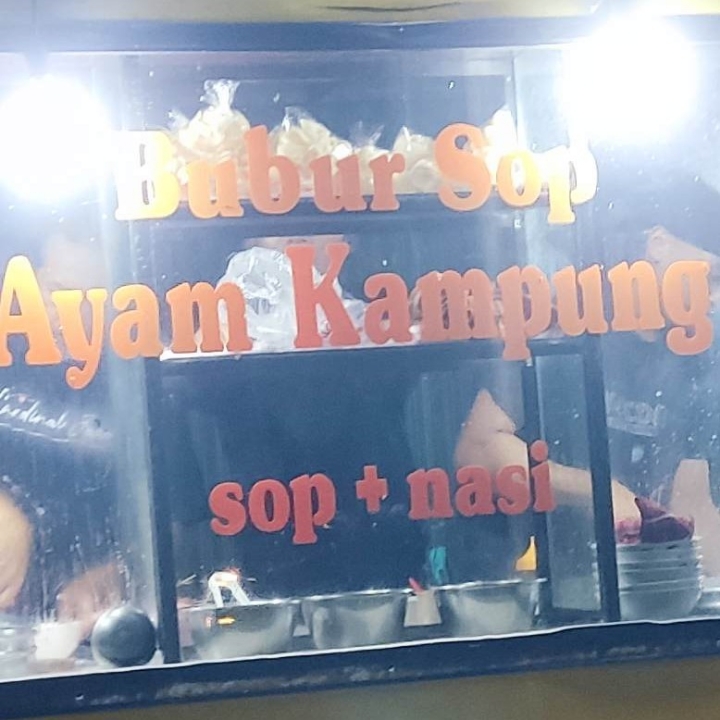 Bubur Sop
Ayam Kampung
sop + nasi